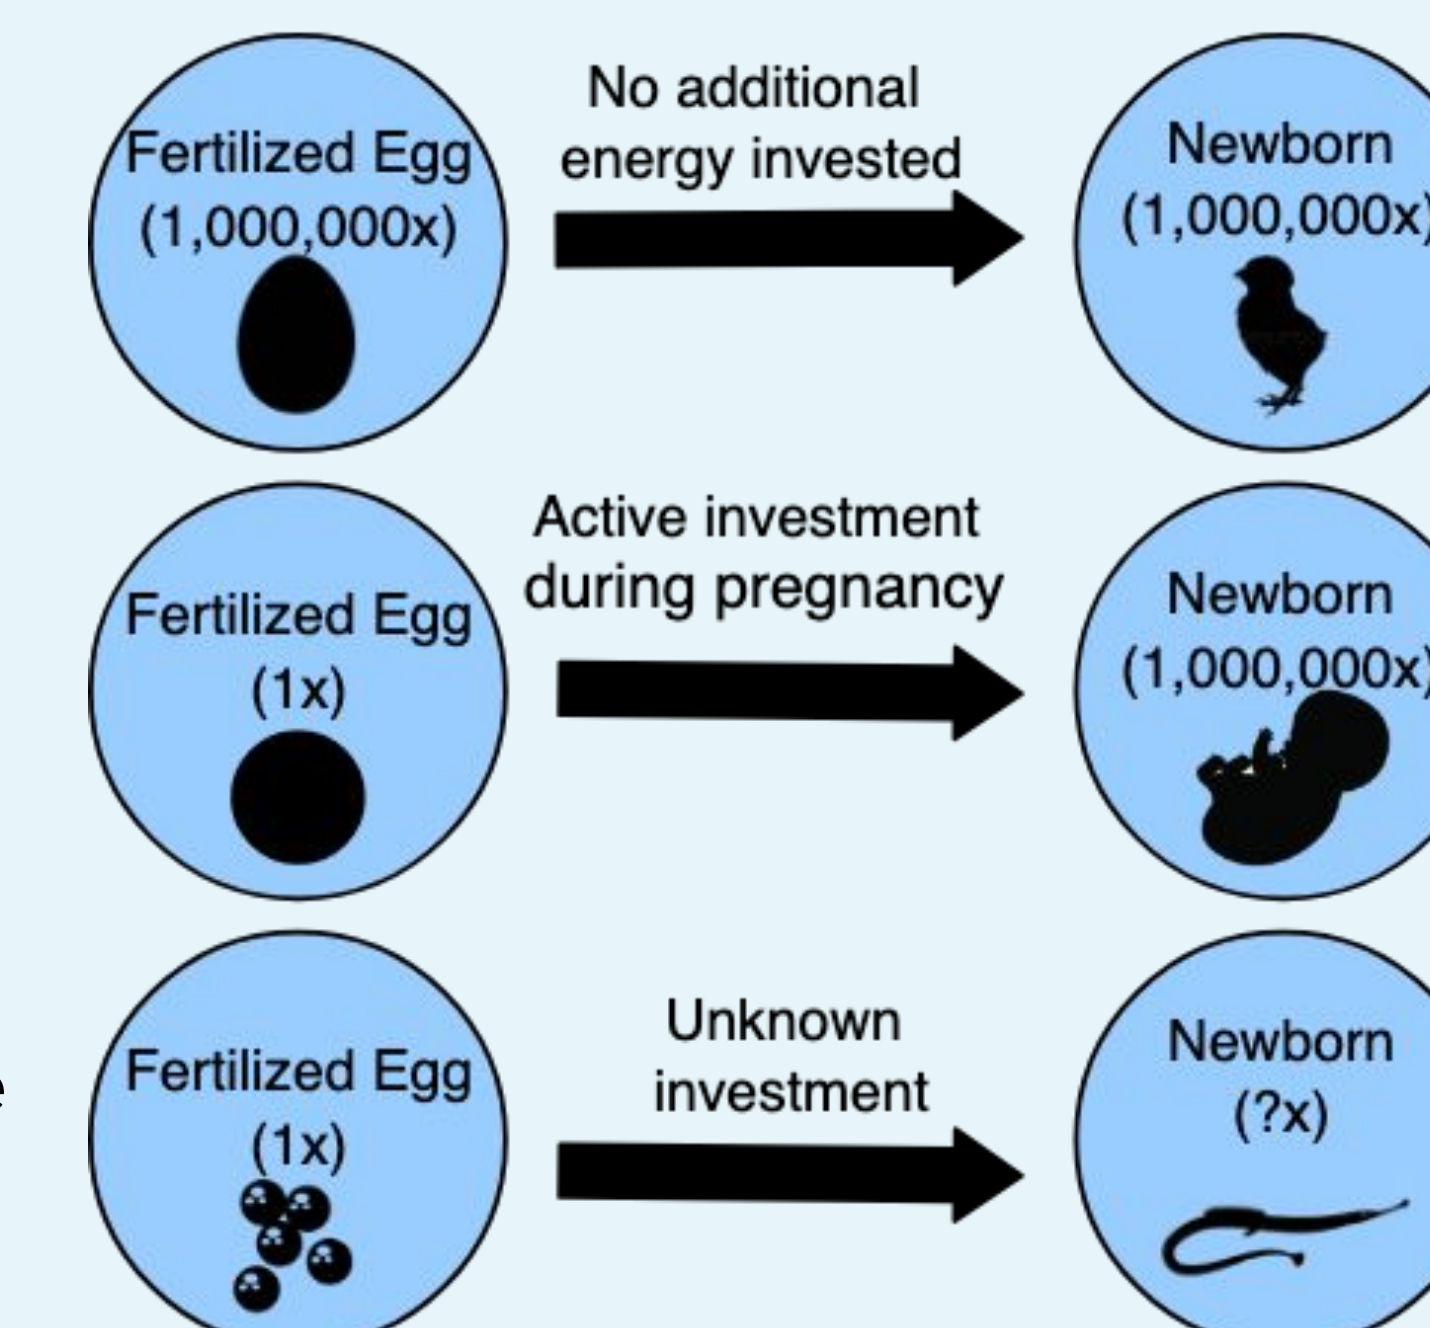 Fertilized Egg
(1,000,000x)
No additional
energy invested
Newborn
(1,000,000x)
Fertilized Egg
(1x)
Active investment
during pregnancy
Newborn
(1,000,000x)
e
Fertilized Egg
(1x)
Unknown
investment
Newborn
(?x)